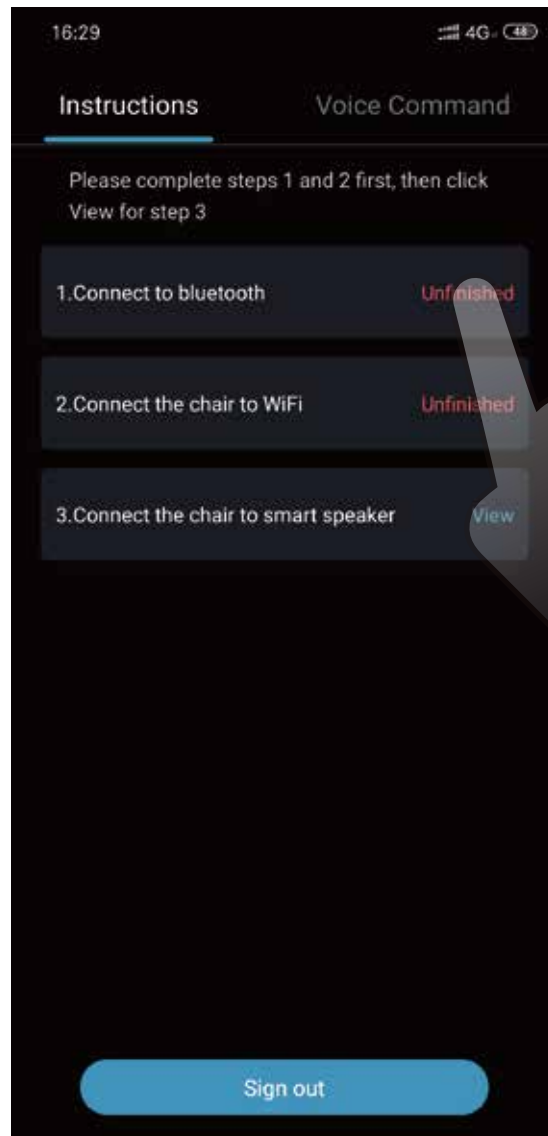 16:29 4G 48
Instructions Voice Command
Please complete steps 1 and 2 first, then click
View for step 3
1.Connect to bluetooth Unfinished
2.Connect the chair to WiFi Unfinished
3.Connect the chair to smart speaker View
Sign out